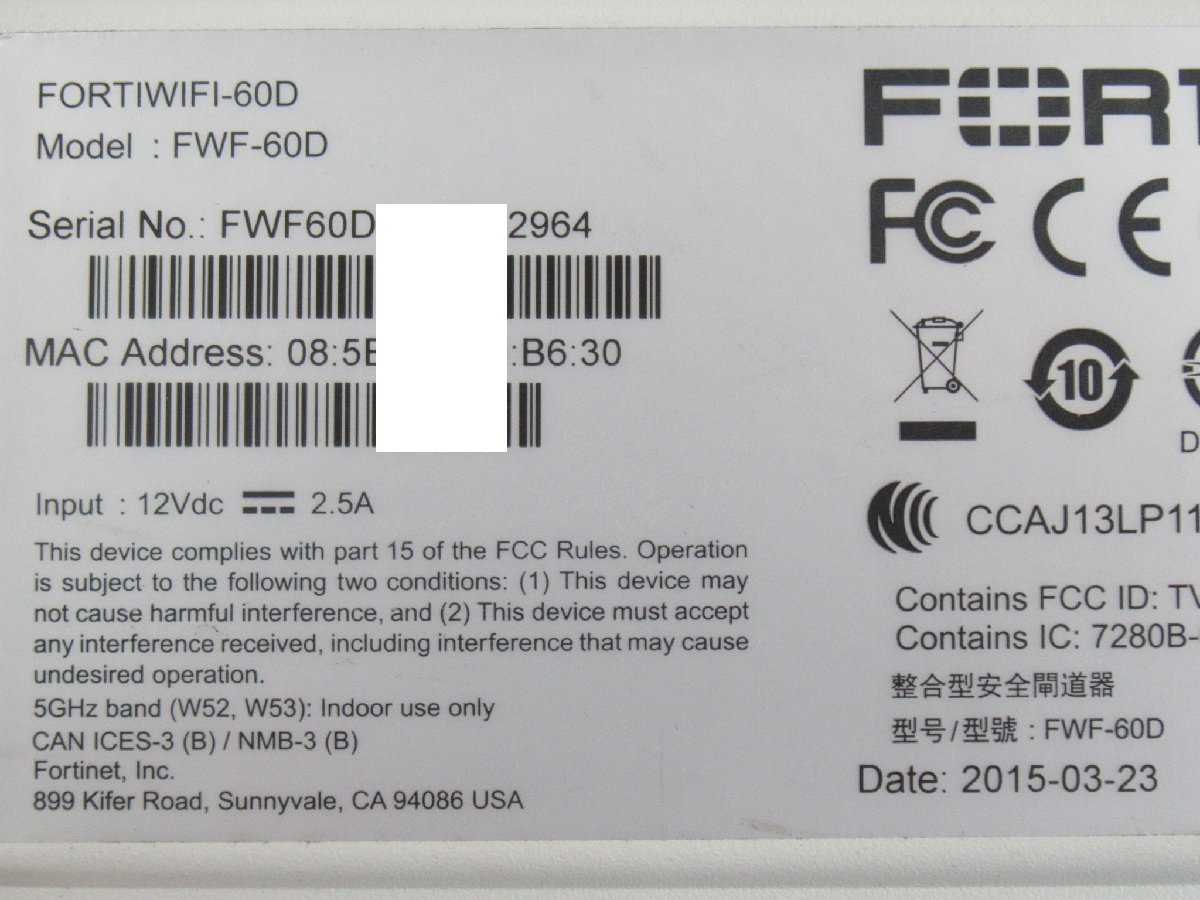 FORTIWIFI-60D
Model : FWF-60D
Serial No.: FWF60D 2964
MAC Address: 08:5 :B6:30
Input : 12Vdc 2.5A
This device complies with part 15 of the FCC Rules. Operation
is subject to the following two conditions: (1) This device may
not cause harmful interference, and (2) This device must accept
any interference received, including interference that may cause
undesired operation.
5GHz band (W52, W53): Indoor use only
CAN ICES-3 (B) / NMB-3 (B)
Fortinet, Inc.
899 Kifer Road, Sunnyvale, CA 94086 USA
FORT
FC CE
10
D
CCAJ13LP11
Contains FCC ID: TV
Contains IC: 7280B-
整合型安全閘道器
型号/型號 : FWF-60D
Date: 2015-03-23